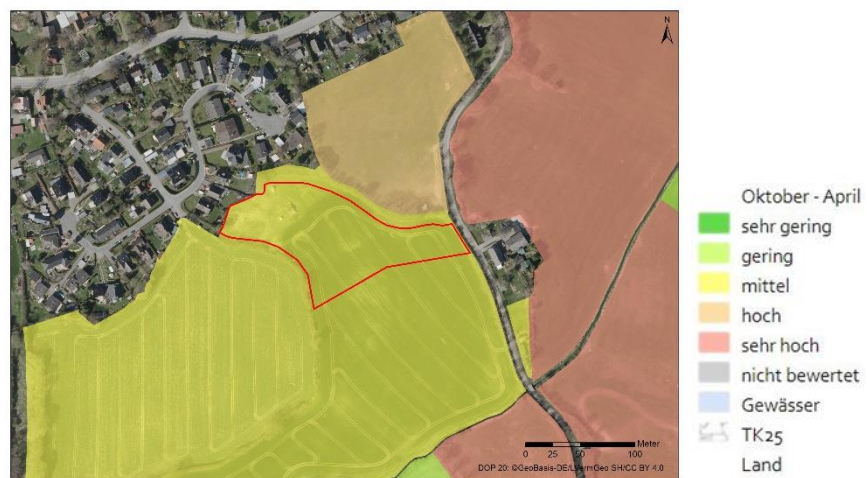 N
Meter
0 25 50 100
DOP 20: ©GeoBasis-DE/LVermGeo SH/CC BY 4.0
Oktober - April
sehr gering
gering
mittel
hoch
sehr hoch
nicht bewertet
Gewässer
TK25
Land